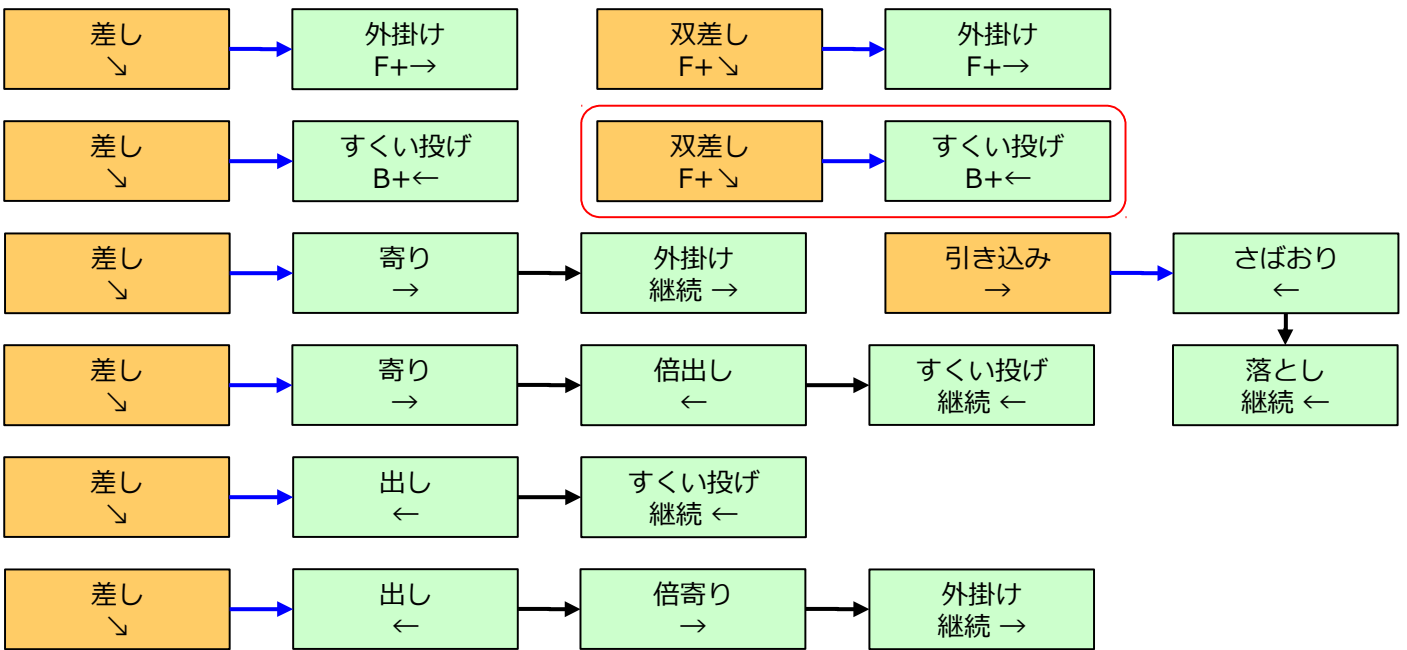 差し
↘
外掛け
F+→
双差し
F+↘
外掛け
F+→
差し
↘
すくい投げ
B+←
双差し
F+↘
すくい投げ
B+←
差し
↘
寄り
→
外掛け
継続 →
引き込み
→
さばおり
←
差し
↘
寄り
→
倍出し
←
すくい投げ
継続 ←
落とし
継続 ←
差し
↘
出し
←
すくい投げ
継続 ←
差し
↘
出し
←
倍寄り
→
外掛け
継続 →